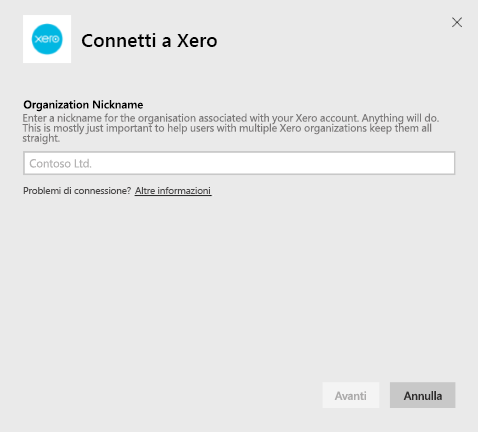 xero
Connetti a Xero
Organization Nickname
Enter a nickname for the organisation associated with your Xero account. Anything will do.
This is mostly just important to help users with multiple Xero organizations keep them all
straight.
Contoso Ltd.
Problemi di connessione? Altre informazioni
Avanti
Annulla